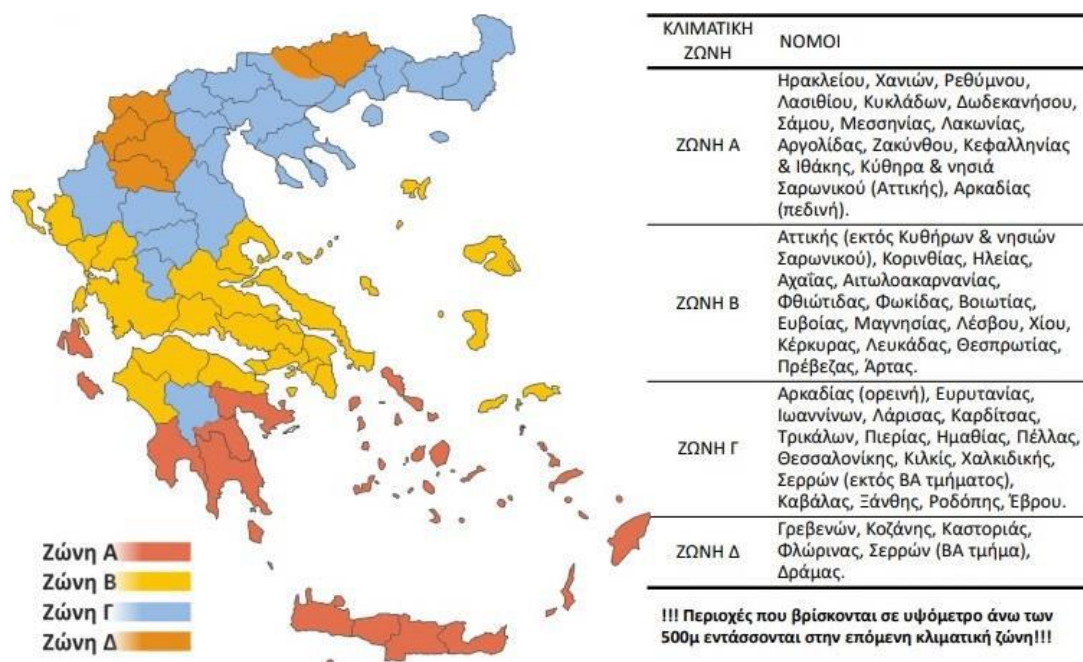 ΚΛΙΜΑΤΙΚΗ
ΖΩΝΗ
ΝΟΜΟΙ
ΖΩΝΗ Α
Ηρακλείου, Χανιών, Ρεθύμνου,
Λασιθίου, Κυκλάδων, Δωδεκανήσου,
Σάμου, Μεσσηνίας, Λακωνίας,
Αργολίδας, Ζακύνθου, Κεφαλληνίας
& Ιθάκης, Κύθηρα & νησιά
Σαρωνικού (Αττικής), Αρκαδίας
(πεδινή).
ΖΩΝΗ Β
Αττικής (εκτός Κυθήρων & νησιών
Σαρωνικού), Κορινθίας, Ηλείας,
Αχαΐας, Αιτωλοακαρνανίας,
Φθιώτιδας, Φωκίδας, Βοιωτίας,
Ευβοίας, Μαγνησίας, Λέσβου, Χίου,
Κέρκυρας, Λευκάδας, Θεσπρωτίας,
Πρέβεζας, Άρτας.
ΖΩΝΗ Γ
Αρκαδίας (ορεινή), Ευρυτανίας,
Ιωαννίνων, Λάρισας, Καρδίτσας,
Τρικάλων, Πιερίας, Ημαθίας, Πέλλας,
Θεσσαλονίκης, Κιλκίς, Χαλκιδικής,
Σερρών (εκτός ΒΑ τμήματος),
Καβάλας, Ξάνθης, Ροδόπης, Έβρου.
ΖΩΝΗ Δ
Γρεβενών, Κοζάνης, Καστοριάς,
Φλώρινας, Σερρών (ΒΑ τμήμα),
Δράμας.
!!! Περιοχές που βρίσκονται σε υψόμετρο άνω των
500μ εντάσσονται στην επόμενη κλιματική ζώνη!!!
Ζώνη Α
Ζώνη Β
Ζώνη Γ
Ζώνη Δ